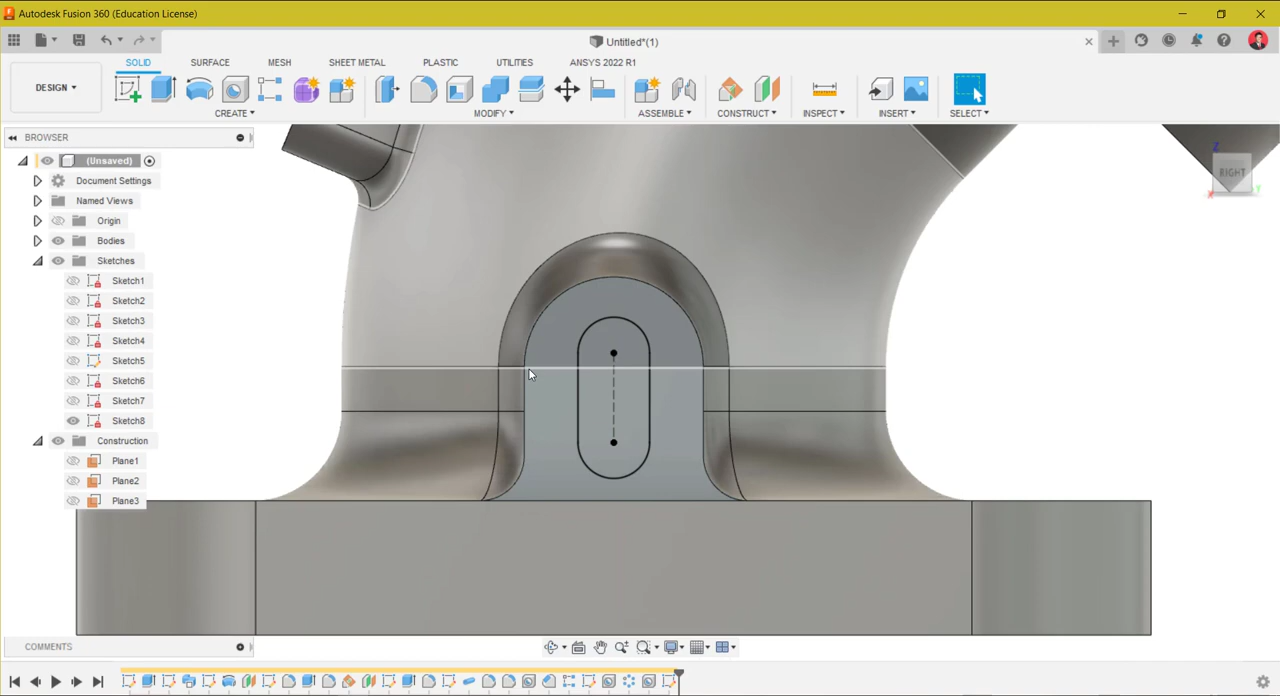 Autodesk Fusion 360 (Education License)
Untitled*(1)
SOLID SURFACE MESH SHEET METAL PLASTIC UTILITIES ANSYS 2022 R1
DESIGN
CREATE MODIFY ASSEMBLE CONSTRUCT INSPECT INSERT SELECT
BROWSER
(Unsaved)
Document Settings
Named Views
Origin
Bodies
Sketches
Sketch1
Sketch2
Sketch3
Sketch4
Sketch5
Sketch6
Sketch7
Sketch8
Construction
Plane1
Plane2
Plane3
Z
RIGHT
X Y
COMMENTS